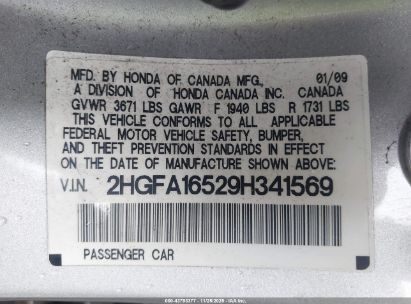 MFD. BY HONDA OF CANADA MFG., 01/09
A DIVISION OF HONDA CANADA INC. CANADA
GVWR 3671 LBS GAWR F 1940 LBS R 1731 LBS
THIS VEHICLE CONFORMS TO ALL APPLICABLE
FEDERAL MOTOR VEHICLE SAFETY, BUMPER,
AND THEFT PREVENTION STANDARDS IN EFFECT
ON THE DATE OF MANUFACTURE SHOWN ABOVE.
V.I.N. 2HGFA16529H341569
PASSENGER CAR